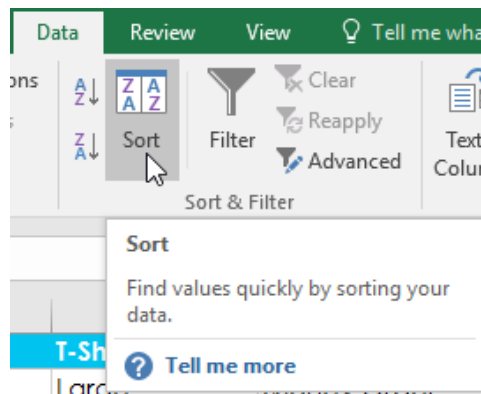 Data Review View Tell me wha
ons Clear
Sort Filter Reapply Text
Advanced Colum
Sort & Filter
Sort
Find values quickly by sorting your
data.
T-Sh
Tell me more